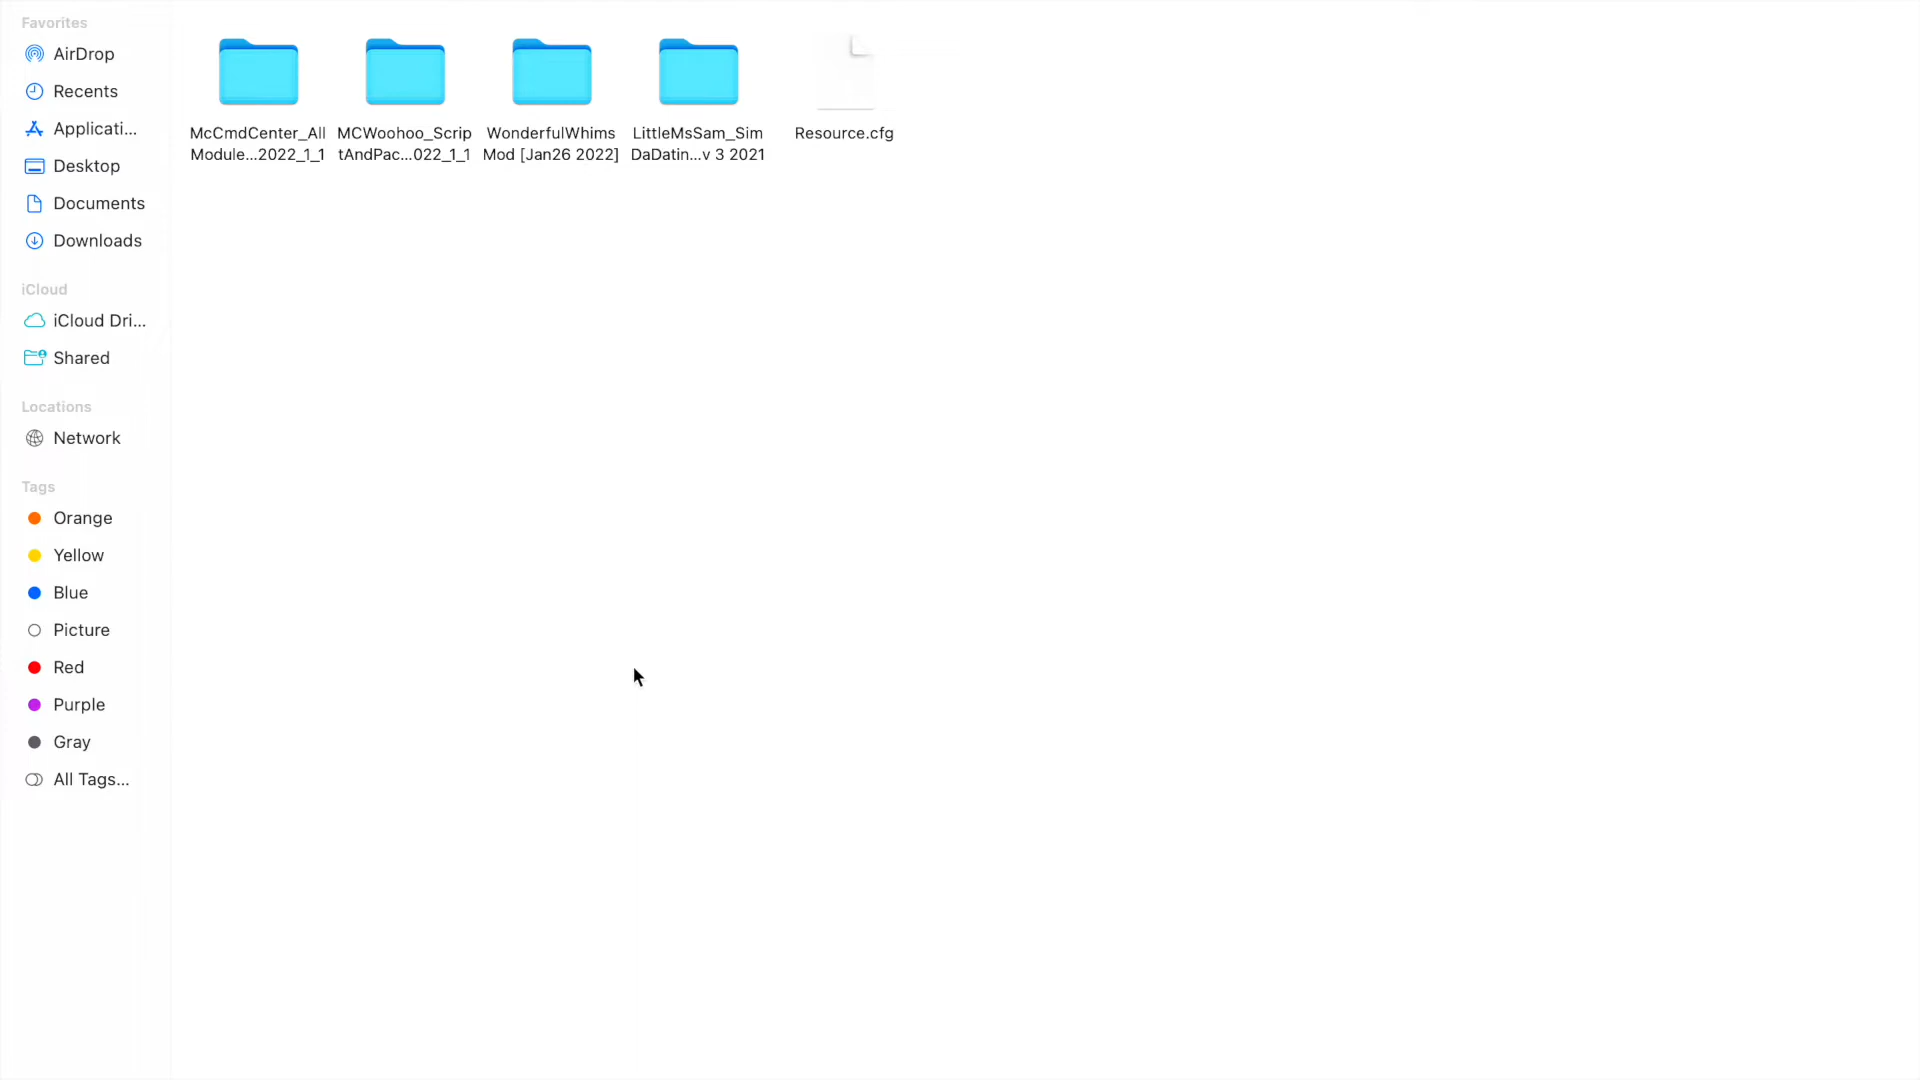 Favorites
AirDrop
Recents
Applicati...
Desktop
Documents
Downloads
iCloud
iCloud Dri...
Shared
Locations
Network
Tags
Orange
Yellow
Blue
Picture
Red
Purple
Gray
All Tags...
McCmdCenter_All
Module...2022_1_1
MCWoohoo_Scrip
tAndPac...022_1_1
WonderfulWhims
Mod [Jan26 2022]
LittleMsSam_Sim
DaDatin...v 3 2021
Resource.cfg